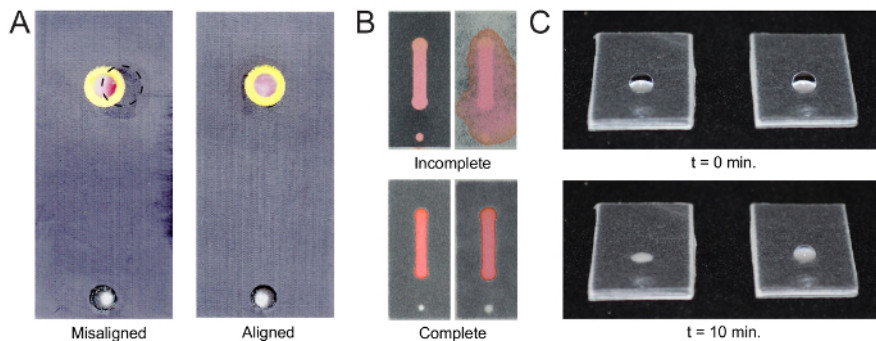 A
B
C
Misaligned
Aligned
Incomplete
Complete
t = 0 min.
t = 10 min.